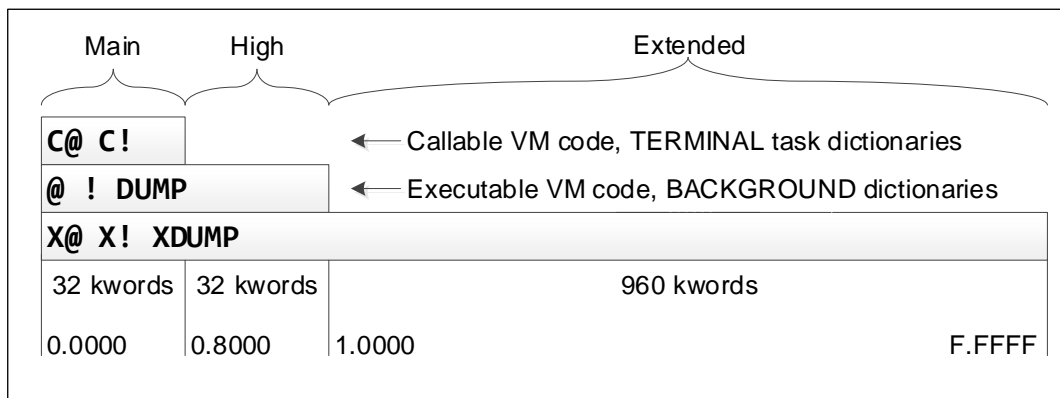 Main High Extended
C@ C! Callable VM code, TERMINAL task dictionaries
@ ! DUMP Executable VM code, BACKGROUND dictionaries
X@ X! XDUMP
32 kwords 32 kwords 960 kwords
0.0000 0.8000 1.0000 F.FFFF